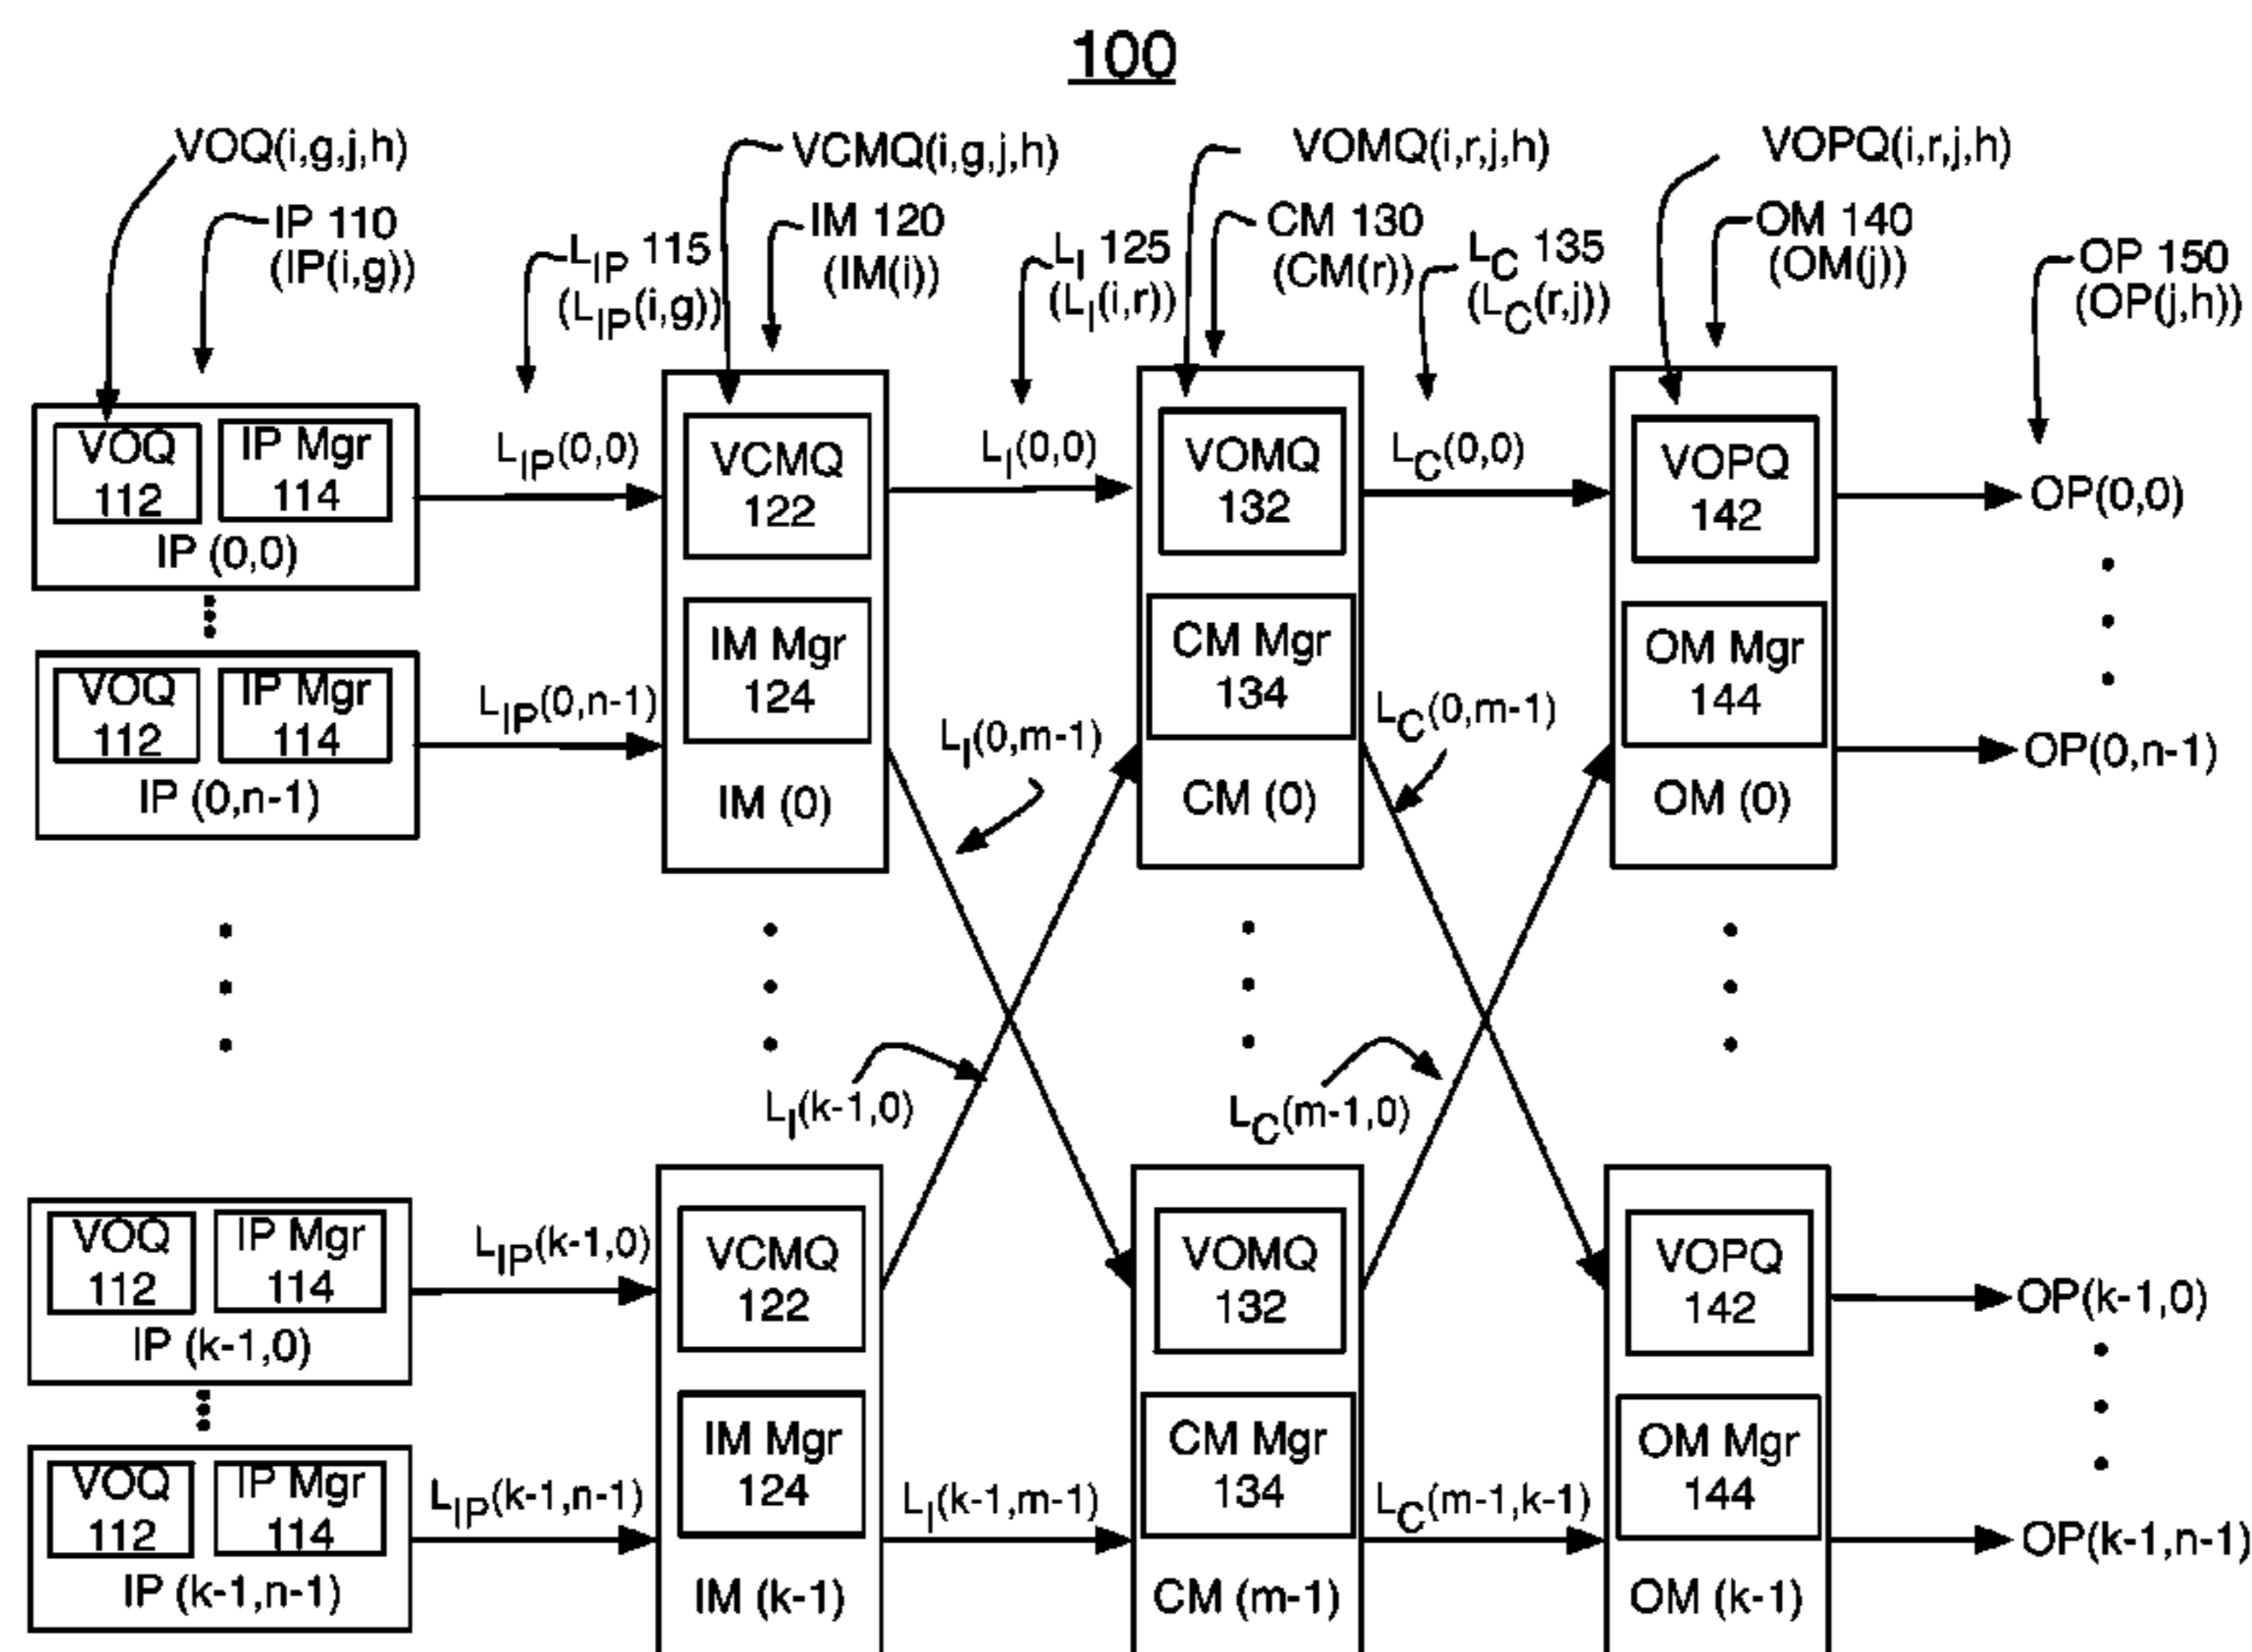 100
VOQ(i,g,j,h)
VCMQ(i,g,j,h)
VOMQ(i,r,j,h)
VOPQ(i,r,j,h)
IP 110
(IP(i,g))
LIP 115
(LIP(i,g))
IM 120
(IM(i))
LI 125
(LI(i,r))
CM 130
(CM(r))
LC 135
(LC(r,j))
OM 140
(OM(j))
OP 150
(OP(j,h))
VOQ
112
IP Mgr
114
IP (0,0)
LIP(0,0)
VCMQ
122
LI(0,0)
VOMQ
132
LC(0,0)
VOPQ
142
OP(0,0)
VOQ
112
IP Mgr
114
IP (0,n-1)
LIP(0,n-1)
IM Mgr
124
IM (0)
LI(0,m-1)
CM Mgr
134
CM (0)
LC(0,m-1)
OM Mgr
144
OM (0)
OP(0,n-1)
LI(k-1,0)
LC(m-1,0)
VOQ
112
IP Mgr
114
IP (k-1,0)
LIP(k-1,0)
VCMQ
122
VOMQ
132
VOPQ
142
OP(k-1,0)
VOQ
112
IP Mgr
114
IP (k-1,n-1)
LIP(k-1,n-1)
IM Mgr
124
IM (k-1)
LI(k-1,m-1)
CM Mgr
134
CM (m-1)
LC(m-1,k-1)
OM Mgr
144
OM (k-1)
OP(k-1,n-1)